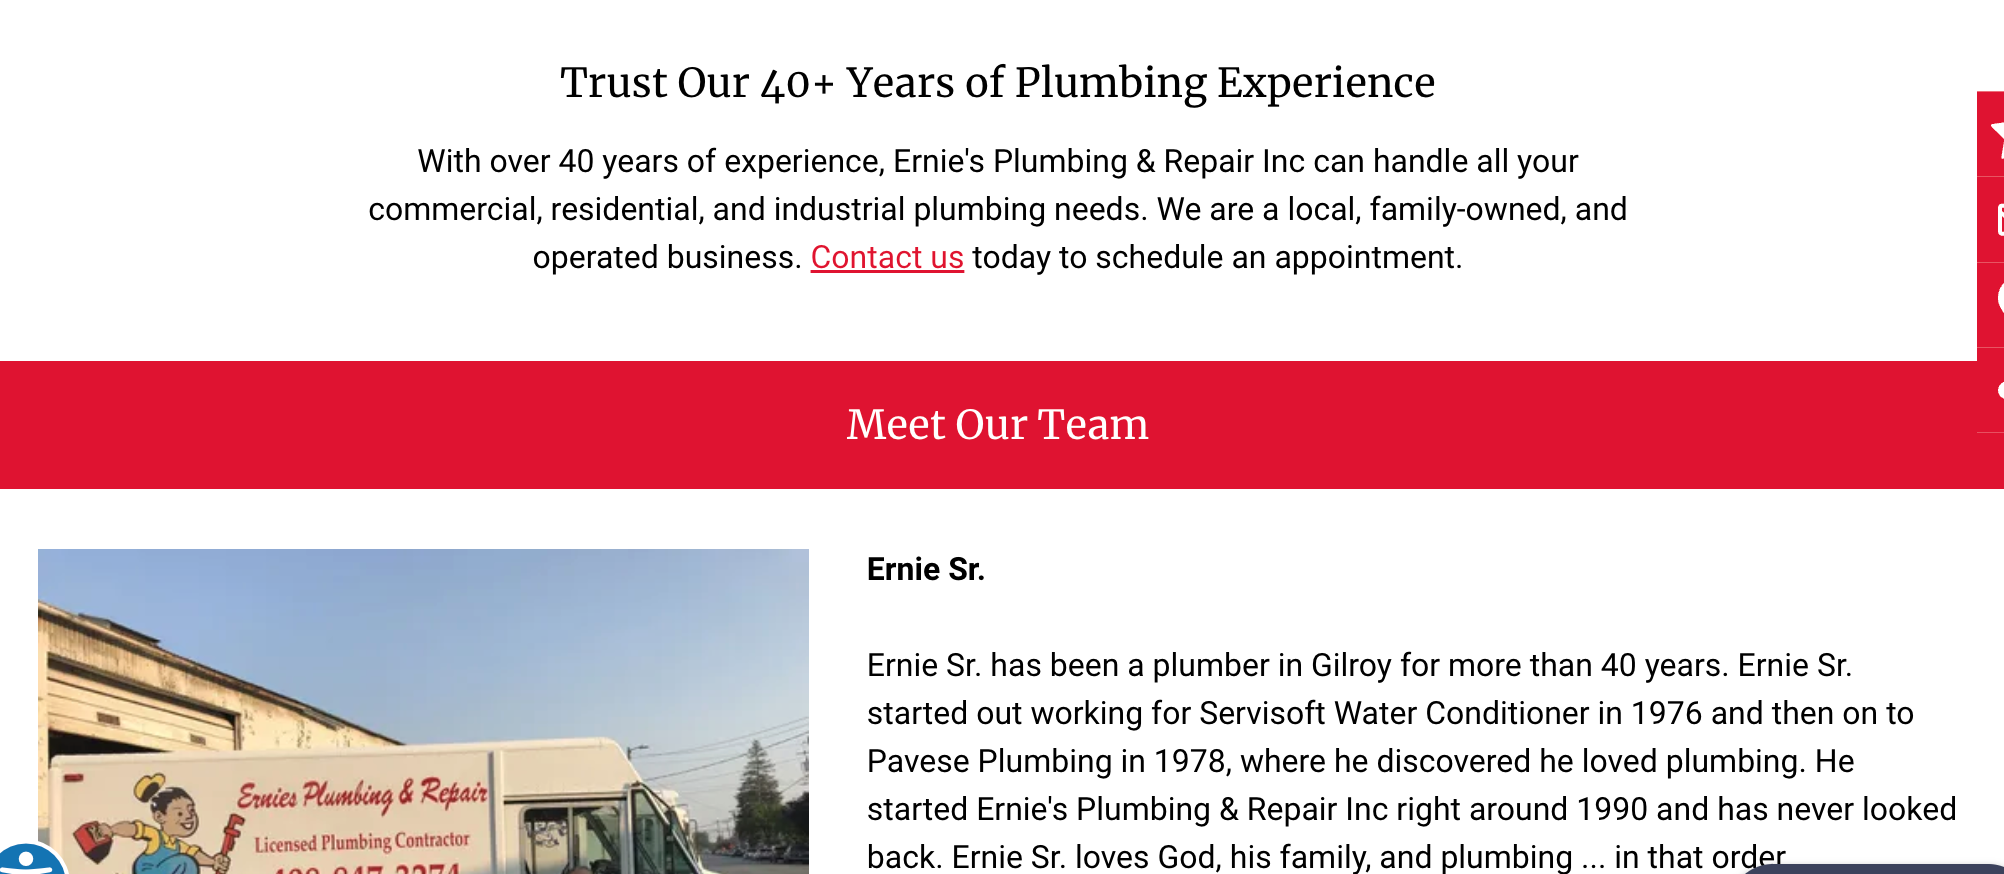 Trust Our 40+ Years of Plumbing Experience
With over 40 years of experience, Ernie's Plumbing & Repair Inc can handle all your
commercial, residential, and industrial plumbing needs. We are a local, family-owned, and
operated business. Contact us today to schedule an appointment.
Meet Our Team
Ernies Plumbing & Repair
Licensed Plumbing Contractor
Ernie Sr.
Ernie Sr. has been a plumber in Gilroy for more than 40 years. Ernie Sr.
started out working for Servisoft Water Conditioner in 1976 and then on to
Pavese Plumbing in 1978, where he discovered he loved plumbing. He
started Ernie's Plumbing & Repair Inc right around 1990 and has never looked
back. Ernie Sr. loves God, his family, and plumbing ... in that order